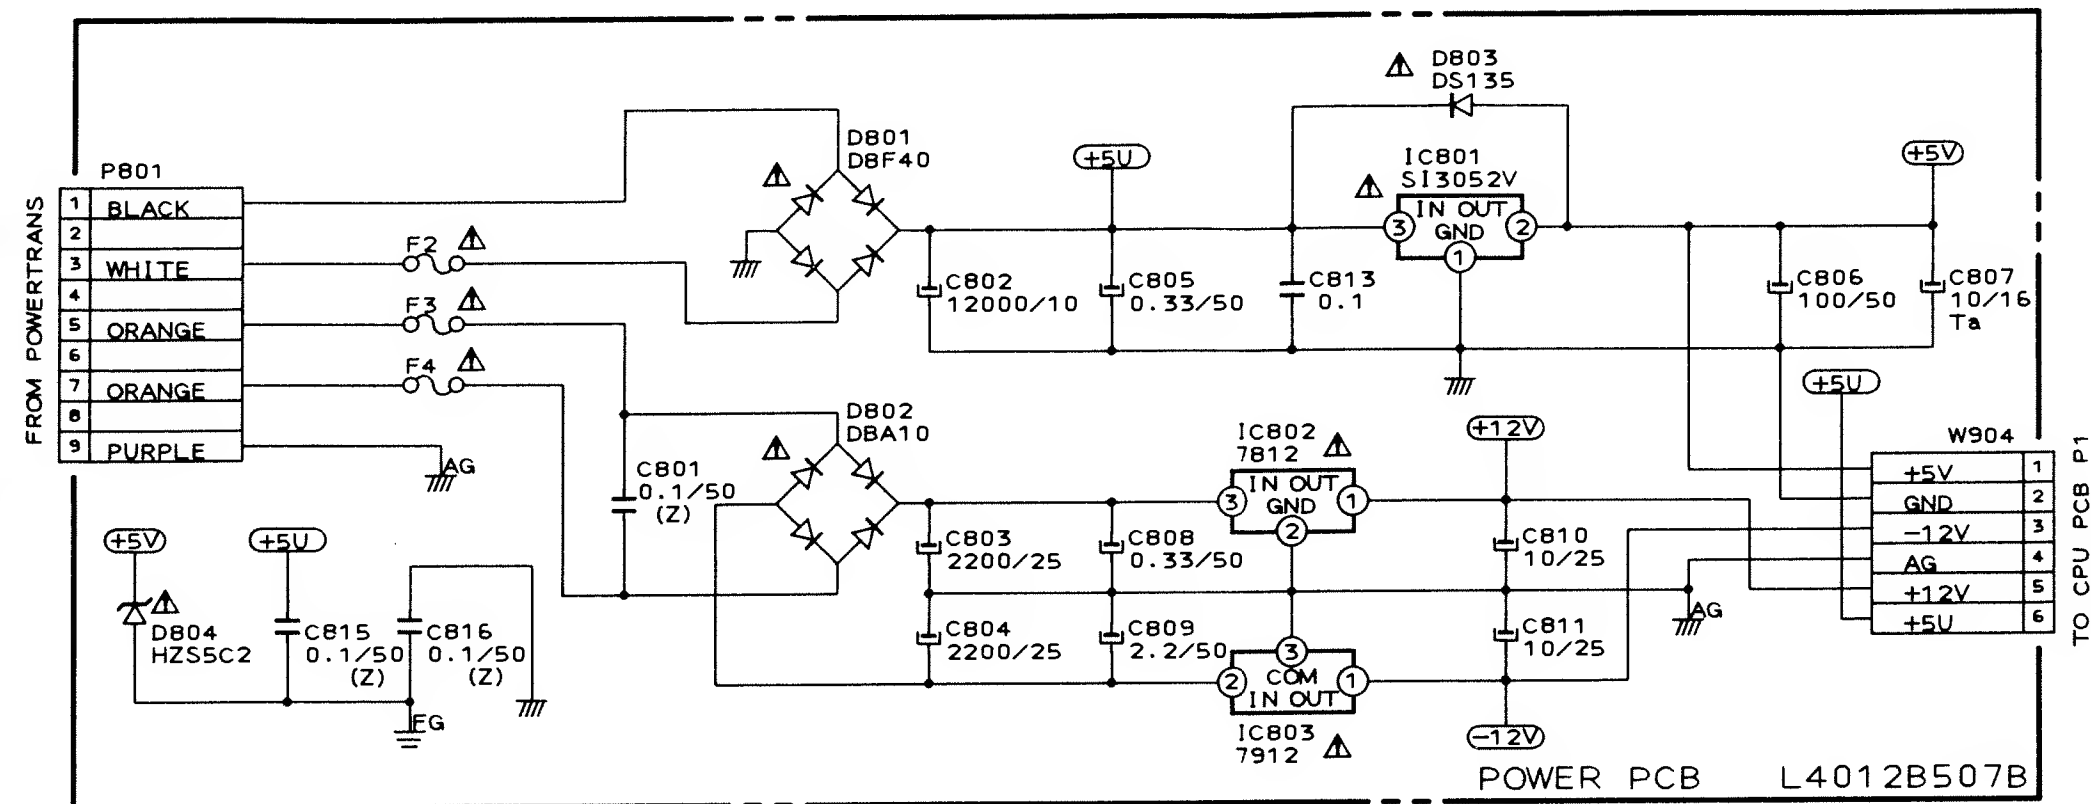 FROM POWERTRANS
P801
1 BLACK
2
3 WHITE
4
5 ORANGE
6
7 ORANGE
8
9 PURPLE
AG
F2
F3
F4
D801
D8F40
+5U
D803
DS135
IC801
SI3052V
IN OUT
GND
3
2
1
+5V
C802
12000/10
C805
0.33/50
C813
0.1
C806
100/50
C807
10/16
Ta
+5U
C801
0.1/50
(Z)
D802
DBA10
IC802
7812
IN OUT
GND
3
1
2
+12V
C803
2200/25
C808
0.33/50
C810
10/25
C804
2200/25
C809
2.2/50
C811
10/25
3
COM
IN OUT
2
1
IC803
7912
-12V
AG
W904
+5V 1
GND 2
-12V 3
AG 4
+12V 5
+5U 6
TO CPU PCB P1
+5V
+5U
D804
HZS5C2
C815
0.1/50
(Z)
C816
0.1/50
(Z)
FG
POWER PCB L4012B507B